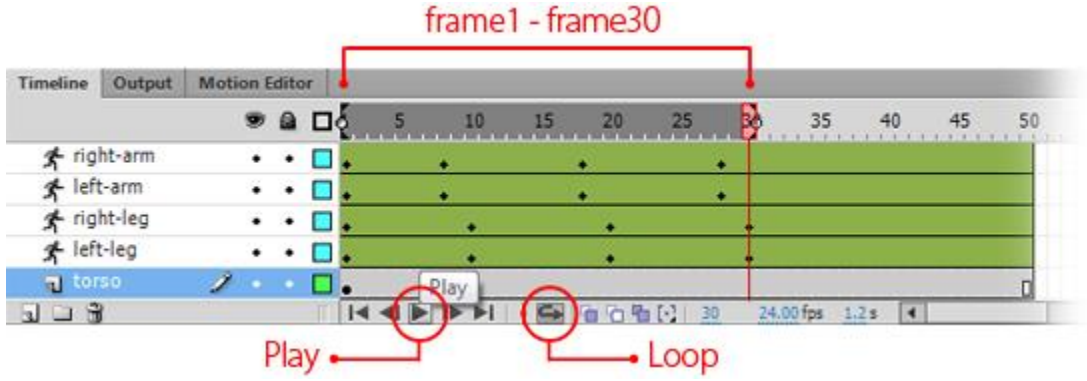 frame1 - frame30
Timeline Output Motion Editor
5 10 15 20 25 30 35 40 45 50
right-arm
left-arm
right-leg
left-leg
torso
Play
30 24.00 fps 1.2 s
Play Loop